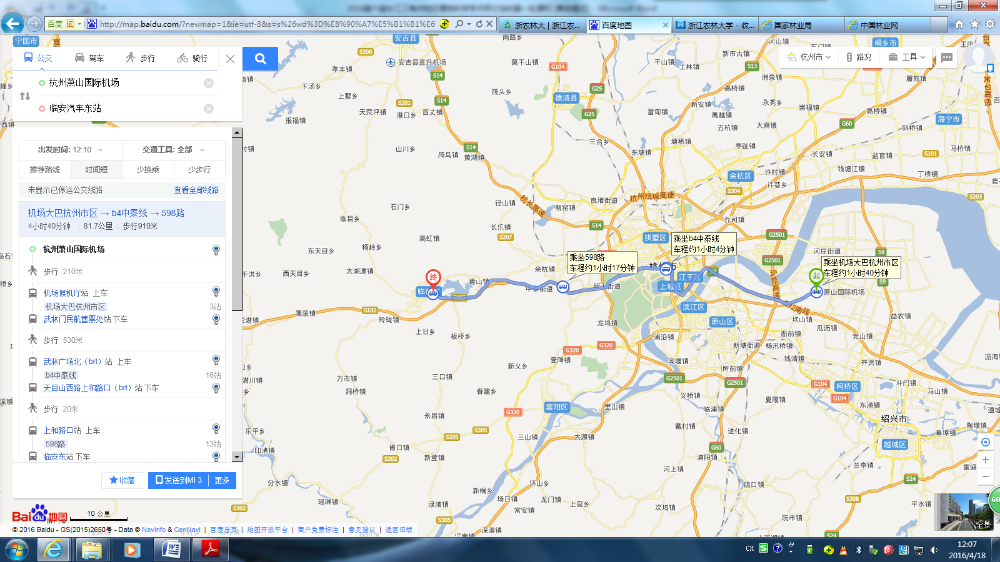 百度
证
http://map.baidu.com/?newmap=1&ie=utf-8&s=s%26wd%3D%E8%90%A7%E5%B1%B1%E6
浙农林大 | 浙江农...
百度地图
浙江农林大学 - 收...
国家林业局
中国林业网
公交
驾车
步行
骑行
杭州萧山国际机场
临安汽车东站
杭州市
路况
工具
出发时间: 12:10
交通工具: 全部
推荐路线
时间短
少换乘
少步行
未显示已停运公交线路
查看全部线路
机场大巴杭州市区 → b4中泰线 → 598路
4小时40分钟 | 81.7公里 | 步行910米
杭州萧山国际机场
步行 210米
机场候机厅站 上车
机场大巴杭州市区
3站
武林门民航售票处站 下车
步行 530米
武林广场北（brt）站 上车
b4中泰线
16站
天目山西路上和路口（brt）站 下车
步行 20米
上和路口站 上车
598路
13站
临安东站 下车
收藏
发送到MI 3
更多
宁国市
安吉县
安吉县直升机场
南路乡
莫干山镇
孝丰镇
下汤乡
上墅乡
天荒坪镇
港口乡
百丈镇
报福镇
筏头乡
德清县
山川乡
鸬鸟镇
黄湖镇
石门乡
临目乡
径山镇
长乐镇
瓶窑镇
良渚街道
高虹镇
杨岭乡
东天目乡
西天目乡
太湖源镇
余杭镇
青山镇
中泰街道
藻溪镇
玲珑镇
上甘乡
板桥乡
干山镇
士林镇
新市古镇
河山镇
桐乡市
石门镇
洲泉镇
屠甸镇
高桥镇
新安镇
永秀乡
雷甸镇
禹越镇
崇福镇
高桥镇
海宁市
大麻镇
五杭镇
斜桥镇
三合乡
东塘镇
塘栖镇
亭趾镇
长安镇
盐官镇
马桥镇
余杭区
许村镇
许巷乡
钱塘江镇
丁桥镇
杭州绕城高速
杭长高速
乔司镇
拱墅区
江干区
上城区
滨江区
萧山区
河庄街道
萧山国际机场
乘坐598路
车程约1小时17分钟
乘坐b4中泰线
车程约1小时4分钟
乘坐机场大巴杭州市区
车程约1小时40分钟
终
起
龙坞镇
浦沿镇
闻堰镇
新塘街道
坎山镇
瓜沥镇
益农镇
党山镇
衙前镇
杨汛桥镇
钱清镇
齐贤镇
所前镇
受降镇
新义乡
三口镇
万市镇
洞桥镇
春建乡
永昌镇
富阳区
里山镇
义桥镇
临浦镇
夏履镇
柯桥区
斗门镇
马山镇
东浦镇
绍兴市
越城区
皋埠镇
陶堰镇
戴村镇
进化镇
大源镇
三山镇
胥口镇
新登镇
乐平乡
印渚镇
分水镇
瑶琳镇
新桐乡
环山乡
场口镇
龙门镇
渌渚镇
常安镇
上官乡
深澳镇
江南镇
浦阳镇
河上镇
次坞镇
店口镇
兰亭镇
富盛镇
平水镇
阮市镇
S306
S14
S14
S201
S14
S207
S14
G104
G25
G25
S13
G60
S101
S304
S203
G2501
G2501
S9
S9
S102
G320
G320
G320
G2501
G2501
G104
G104
S305
S305
S302
S302
S305
G60
S24
S308
S24
全景
60
Bai du 地图
10 公里
© 2016 Baidu - GS(2015)2650号 - Data © NavInfo & CenNavi | 百度首页 | 地图开放平台 | 商户免费标注 | 意见建议 | 返回旧版
CH
12:07
2016/4/18